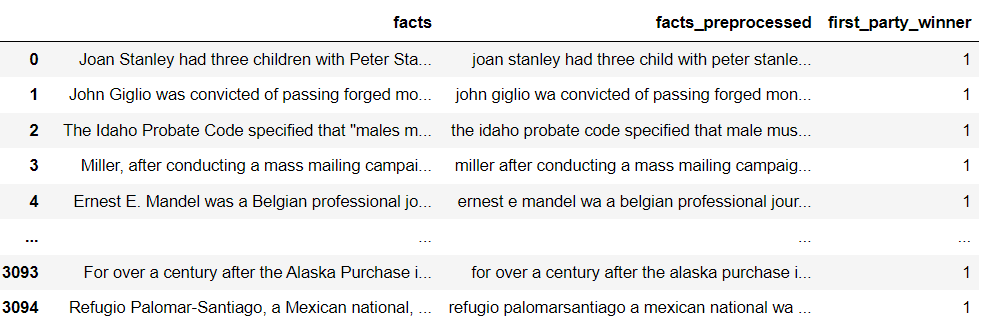 facts facts_preprocessed first_party_winner
0 Joan Stanley had three children with Peter Sta... joan stanley had three child with peter stanle... 1
1 John Giglio was convicted of passing forged mo... john giglio wa convicted of passing forged mon... 1
2 The Idaho Probate Code specified that "males m... the idaho probate code specified that male mus... 1
3 Miller, after conducting a mass mailing campai... miller after conducting a mass mailing campaig... 1
4 Ernest E. Mandel was a Belgian professional jo... ernest e mandel wa a belgian professional jour... 1
... ... ... ...
3093 For over a century after the Alaska Purchase i... for over a century after the alaska purchase i... 1
3094 Refugio Palomar-Santiago, a Mexican national, ... refugio palomarsantiago a mexican national wa ... 1